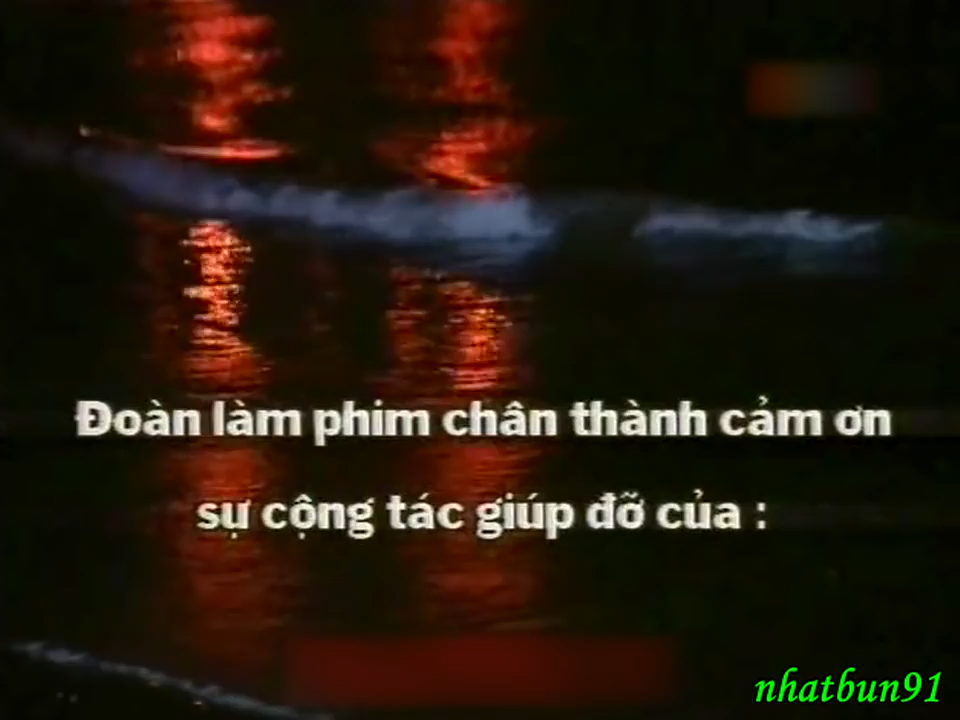 Đoàn làm phim chân thành cảm ơn
sự cộng tác giúp đỡ của :
nhatbun91